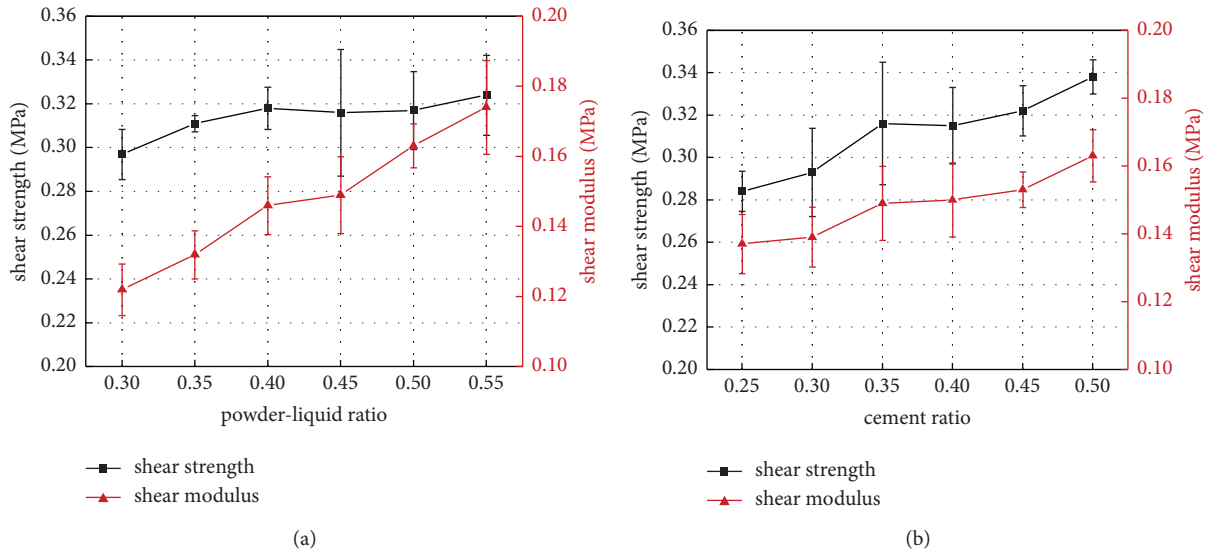 0.36
0.34
0.32
0.30
0.28
0.26
0.24
0.22
0.20
shear strength (MPa)
0.20
0.18
0.16
0.14
0.12
0.10
shear modulus (MPa)
0.30 0.35 0.40 0.45 0.50 0.55
powder-liquid ratio
shear strength
shear modulus
(a)
0.36
0.34
0.32
0.30
0.28
0.26
0.24
0.22
0.20
shear strength (MPa)
0.20
0.18
0.16
0.14
0.12
0.10
shear modulus (MPa)
0.25 0.30 0.35 0.40 0.45 0.50
cement ratio
shear strength
shear modulus
(b)